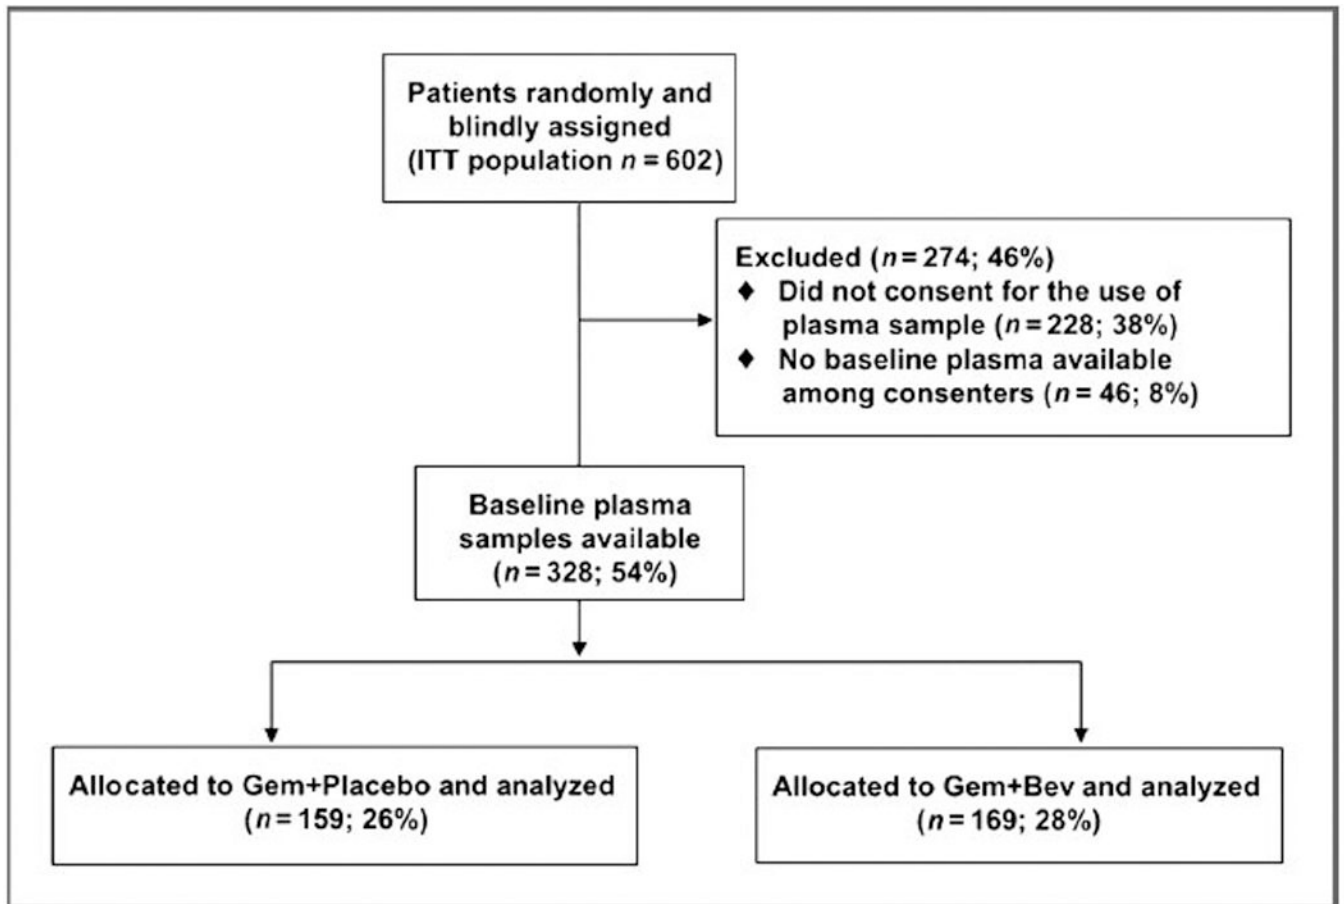 Patients randomly and
blindly assigned
(ITT population n = 602)
Excluded (n = 274; 46%)
♦ Did not consent for the use of
plasma sample (n = 228; 38%)
♦ No baseline plasma available
among consenters (n = 46; 8%)
Baseline plasma
samples available
(n = 328; 54%)
Allocated to Gem+Placebo and analyzed
(n = 159; 26%)
Allocated to Gem+Bev and analyzed
(n = 169; 28%)